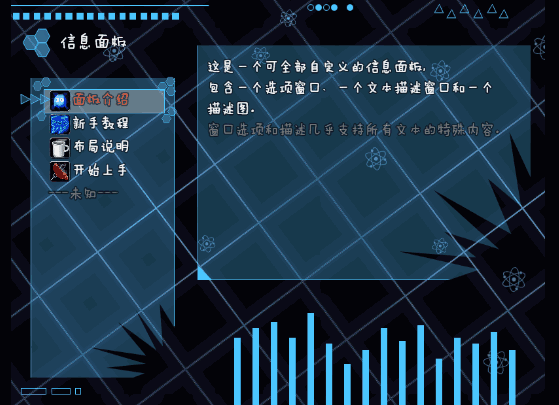 信息面板
这是一个可全部自定义的信息面板,
包含一个选项窗口、一个文本描述窗口和一个
描述图。
窗口选项和描述几乎支持所有文本的特殊内容。
面板介绍
新手教程
布局说明
开始上手
---未知---